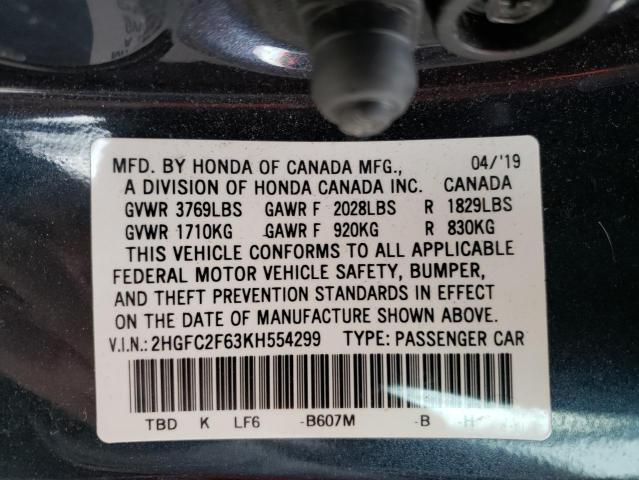 MFD. BY HONDA OF CANADA MFG., 04/'19
A DIVISION OF HONDA CANADA INC. CANADA
GVWR 3769LBS GAWR F 2028LBS R 1829LBS
GVWR 1710KG GAWR F 920KG R 830KG
THIS VEHICLE CONFORMS TO ALL APPLICABLE
FEDERAL MOTOR VEHICLE SAFETY, BUMPER,
AND THEFT PREVENTION STANDARDS IN EFFECT
ON THE DATE OF MANUFACTURE SHOWN ABOVE.
V.I.N.: 2HGFC2F63KH554299 TYPE: PASSENGER CAR
TBD K LF6 -B607M -B -H